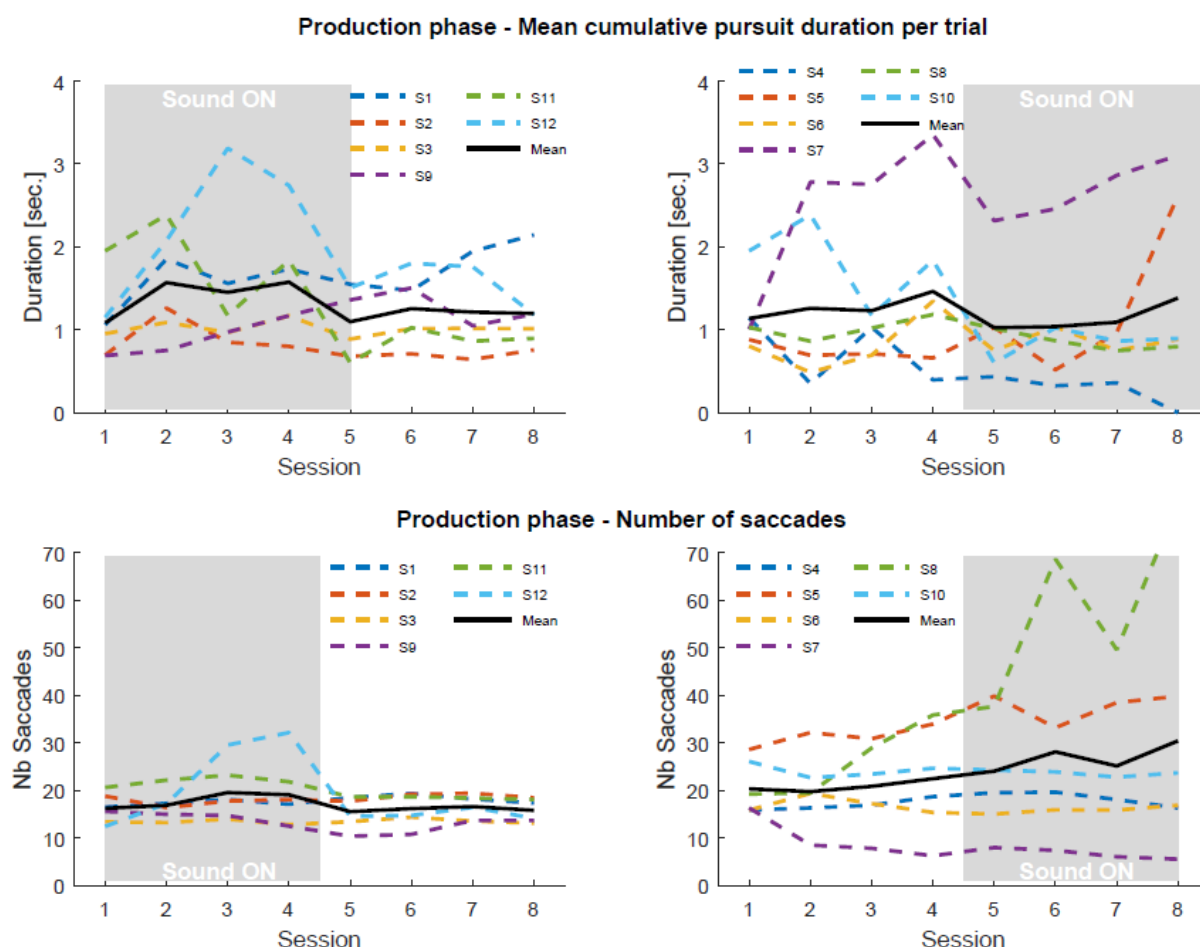 Production phase - Mean cumulative pursuit duration per trial
4
3
2
1
0
Duration [sec.]
Sound ON
S1
S2
S3
S9
S11
S12
Mean
1 2 3 4 5 6 7 8
Session
4
3
2
1
0
Duration [sec.]
S4
S5
S6
S7
S8
S10
Mean
Sound ON
1 2 3 4 5 6 7 8
Session
Production phase - Number of saccades
70
60
50
40
30
20
10
0
Nb Saccades
S1
S2
S3
S9
S11
S12
Mean
Sound ON
1 2 3 4 5 6 7 8
Session
70
60
50
40
30
20
10
0
Nb Saccades
S4
S5
S6
S7
S8
S10
Mean
Sound ON
1 2 3 4 5 6 7 8
Session